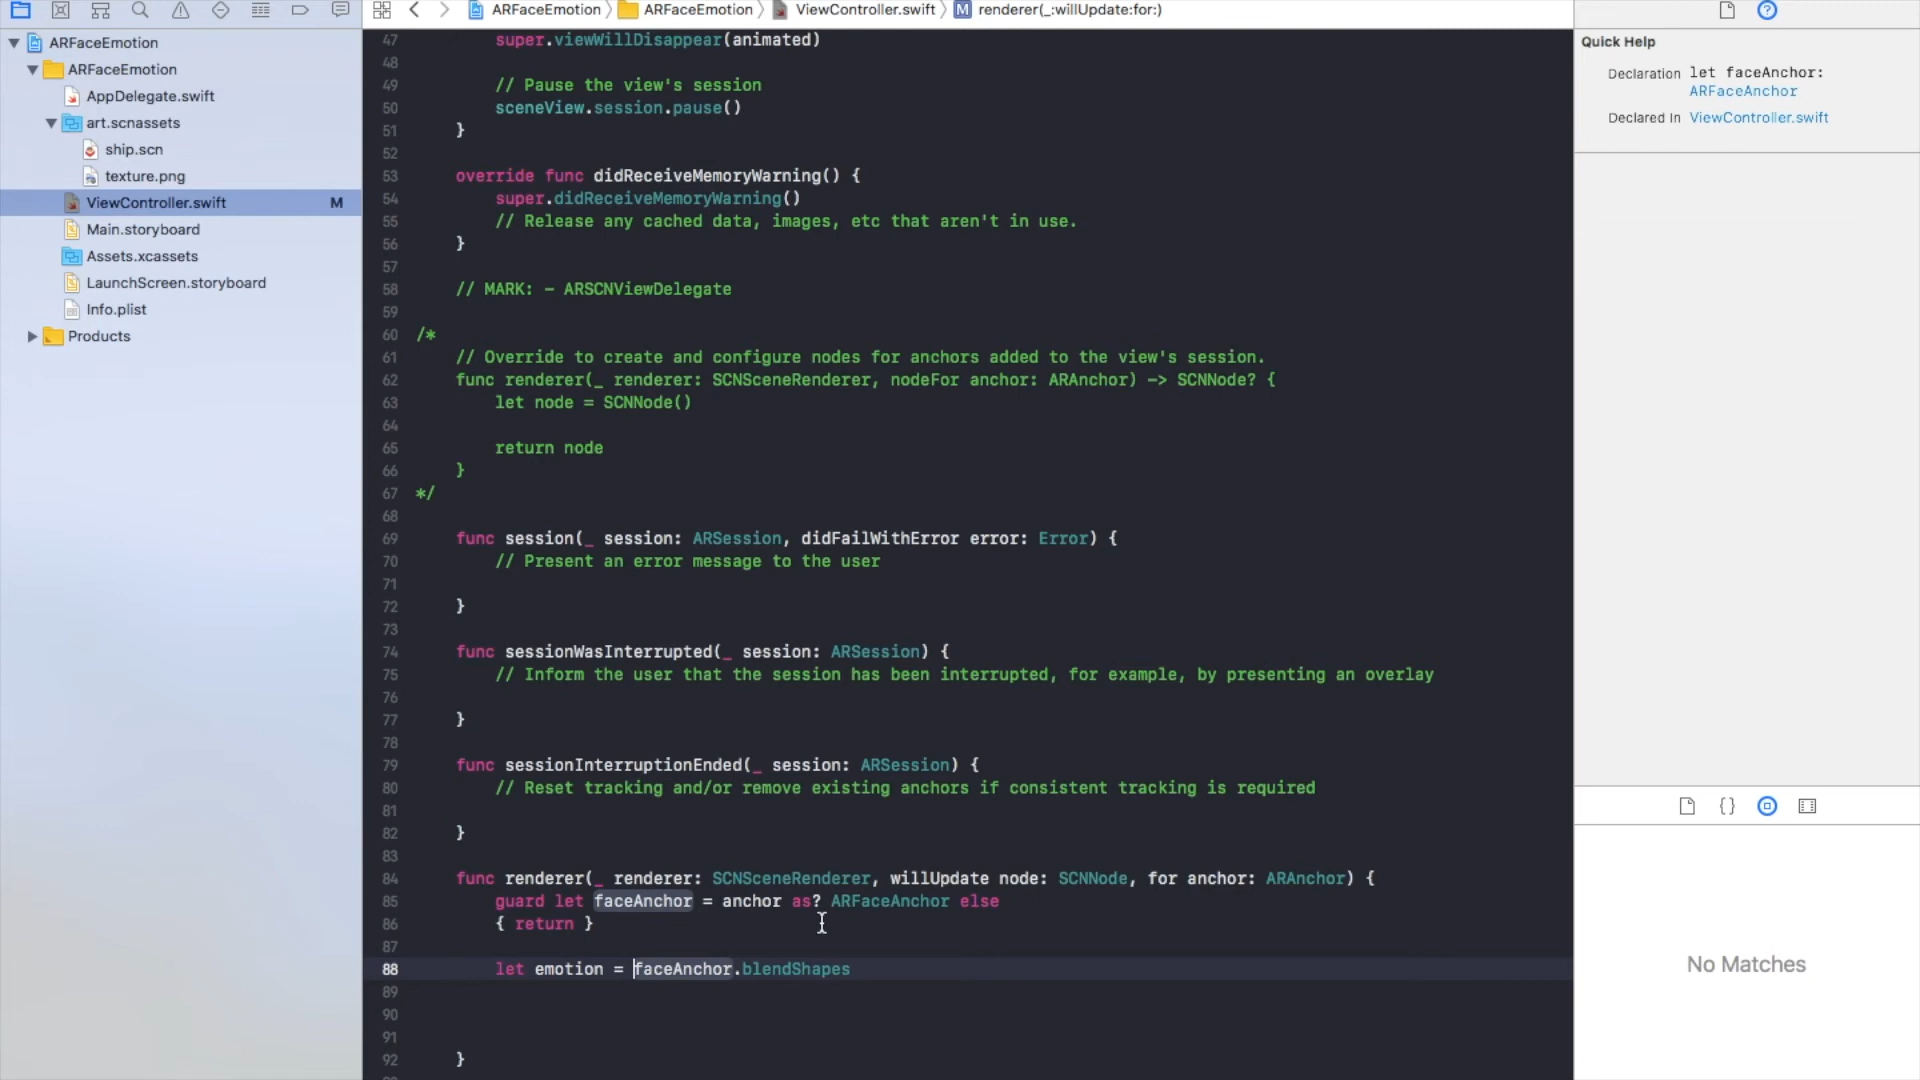 ARFaceEmotion ARFaceEmotion ViewController.swift M renderer(_:willUpdate:for:)
ARFaceEmotion
ARFaceEmotion
AppDelegate.swift
art.scnassets
ship.scn
texture.png
ViewController.swift M
Main.storyboard
Assets.xcassets
LaunchScreen.storyboard
Info.plist
Products
47 super.viewWillDisappear(animated)
48
49 // Pause the view's session
50 sceneView.session.pause()
51 }
52
53 override func didReceiveMemoryWarning() {
54 super.didReceiveMemoryWarning()
55 // Release any cached data, images, etc that aren't in use.
56 }
57
58 // MARK: - ARSCNViewDelegate
59
60 /*
61 // Override to create and configure nodes for anchors added to the view's session.
62 func renderer(_ renderer: SCNSceneRenderer, nodeFor anchor: ARAnchor) -> SCNNode? {
63 let node = SCNNode()
64
65 return node
66 }
67 */
68
69 func session(_ session: ARSession, didFailWithError error: Error) {
70 // Present an error message to the user
71
72 }
73
74 func sessionWasInterrupted(_ session: ARSession) {
75 // Inform the user that the session has been interrupted, for example, by presenting an overlay
76
77 }
78
79 func sessionInterruptionEnded(_ session: ARSession) {
80 // Reset tracking and/or remove existing anchors if consistent tracking is required
81
82 }
83
84 func renderer(_ renderer: SCNSceneRenderer, willUpdate node: SCNNode, for anchor: ARAnchor) {
85 guard let faceAnchor = anchor as? ARFaceAnchor else
86 { return }
87
88 let emotion = faceAnchor.blendShapes
89
90
91
92 }
Quick Help
Declaration let faceAnchor:
ARFaceAnchor
Declared In ViewController.swift
No Matches